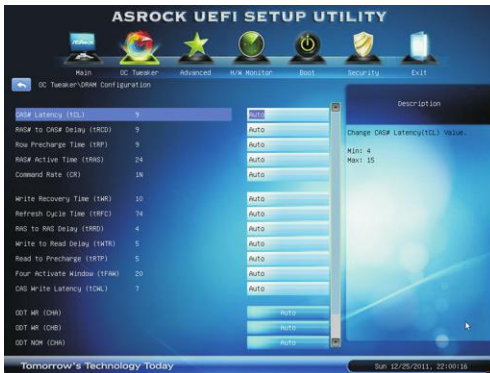 ASROCK UEFI SETUP UTILITY
Main OC Tweaker Advanced H/W Monitor Boot Security Exit
OC Tweaker\DRAM Configuration
Description
CAS# Latency (tCL) 9 Auto
Change CAS# Latency(tCL) Value.
Min: 4
Max: 15
RAS# to CAS# Delay (tRCD) 9 Auto
Row Precharge Time (tRP) 9 Auto
RAS# Active Time (tRAS) 24 Auto
Command Rate (CR) 1N Auto
Write Recovery Time (tWR) 10 Auto
Refresh Cycle Time (tRFC) 74 Auto
RAS to RAS Delay (tRRD) 4 Auto
Write to Read Delay (tWTR) 5 Auto
Read to Precharge (tRTP) 5 Auto
Four Activate Window (tFAW) 20 Auto
CAS Write Latency (tCWL) 7 Auto
ODT WR (CHA) Auto
ODT WR (CHB) Auto
ODT NOM (CHA) Auto
Tomorrow's Technology Today
Sun 12/25/2011, 22:00:16